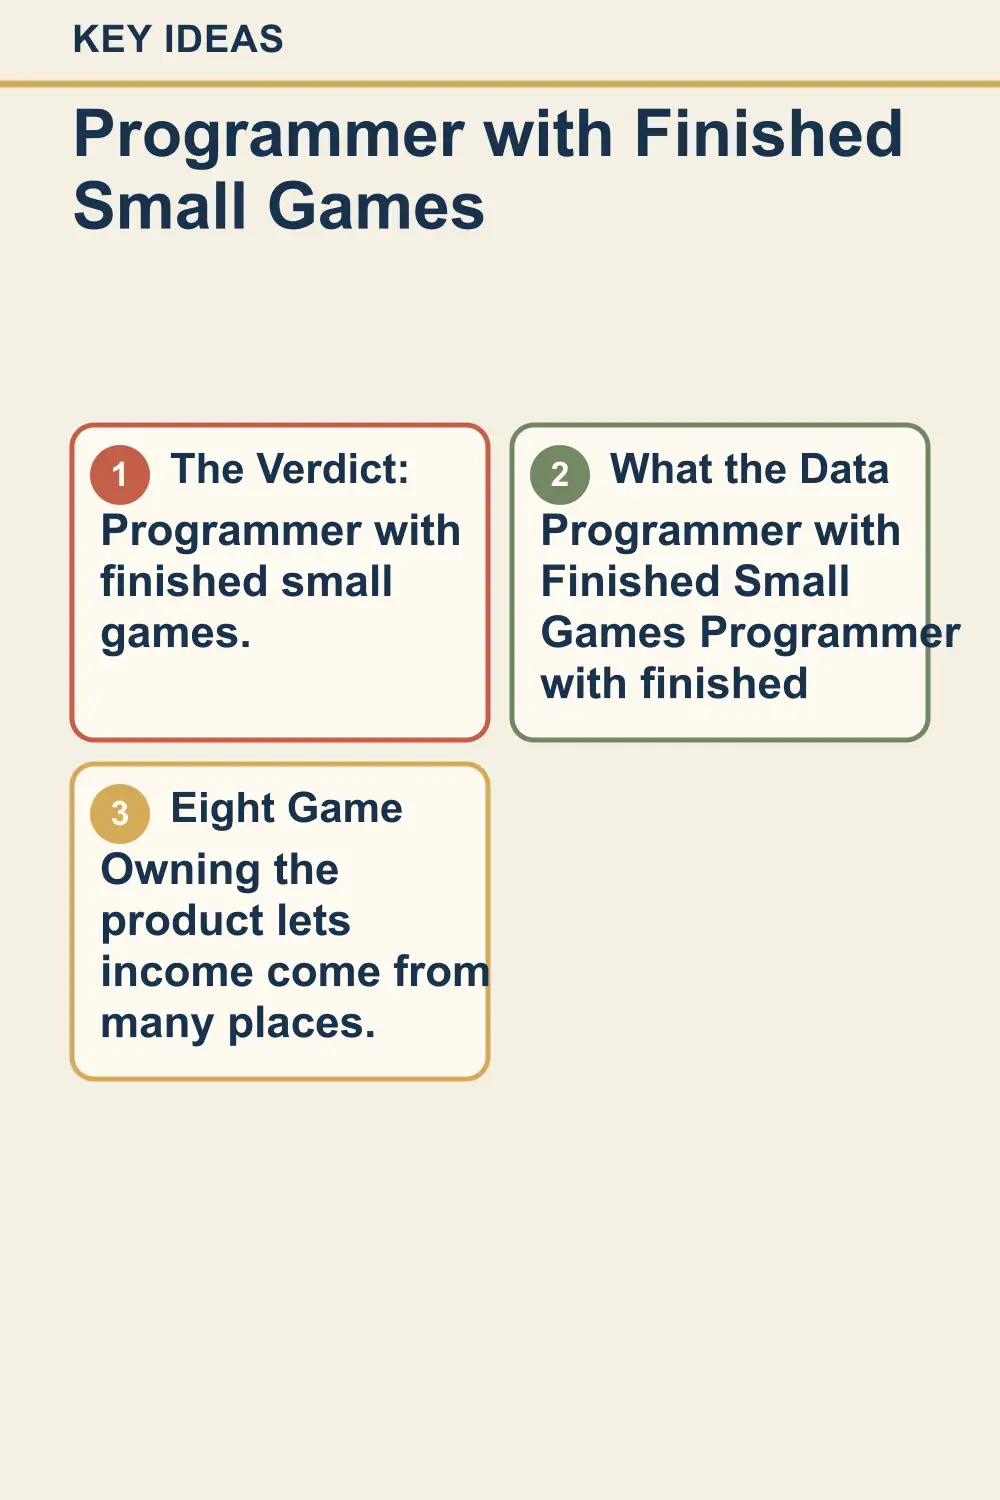 KEY IDEAS
Programmer with Finished
Small Games
1 The Verdict:
Programmer with
finished small
games.
2 What the Data
Programmer with
Finished Small
Games Programmer
with finished
3 Eight Game
Owning the
product lets
income come from
many places.